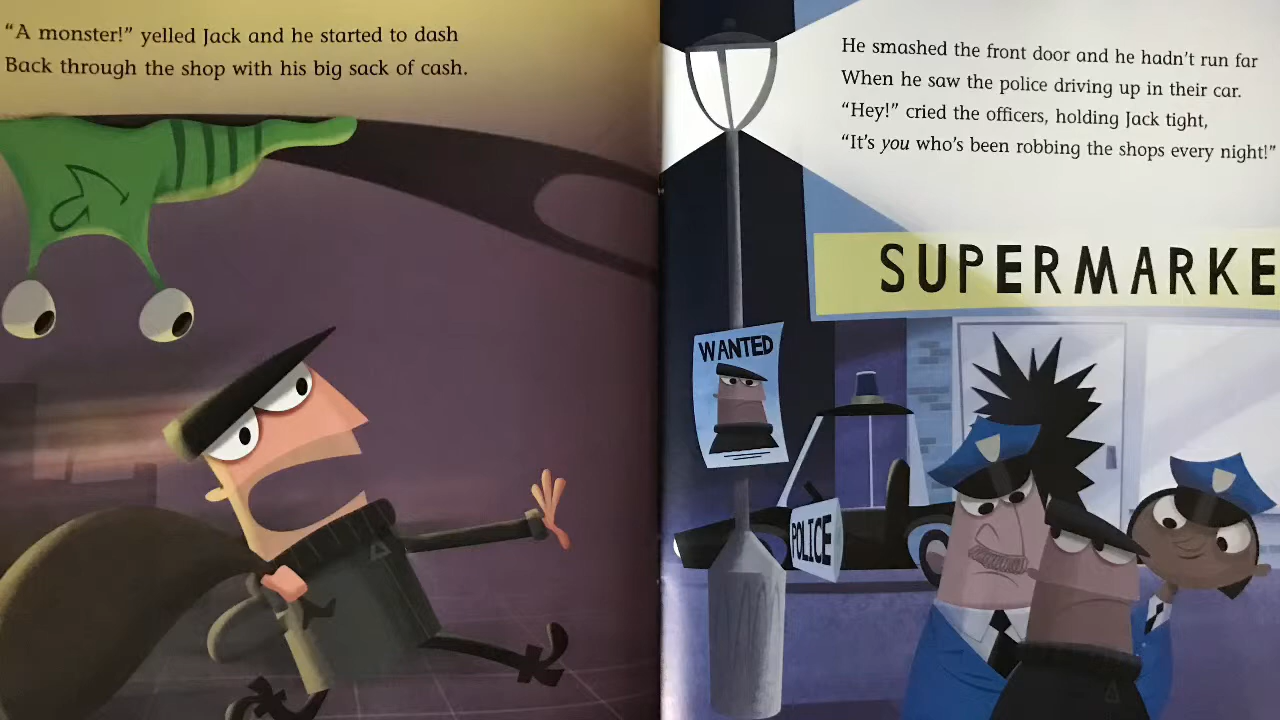 “A monster!” yelled Jack and he started to dash
Back through the shop with his big sack of cash.
He smashed the front door and he hadn’t run far
When he saw the police driving up in their car.
“Hey!” cried the officers, holding Jack tight,
“It’s you who’s been robbing the shops every night!”
SUPERMARKE
WANTED
POLICE